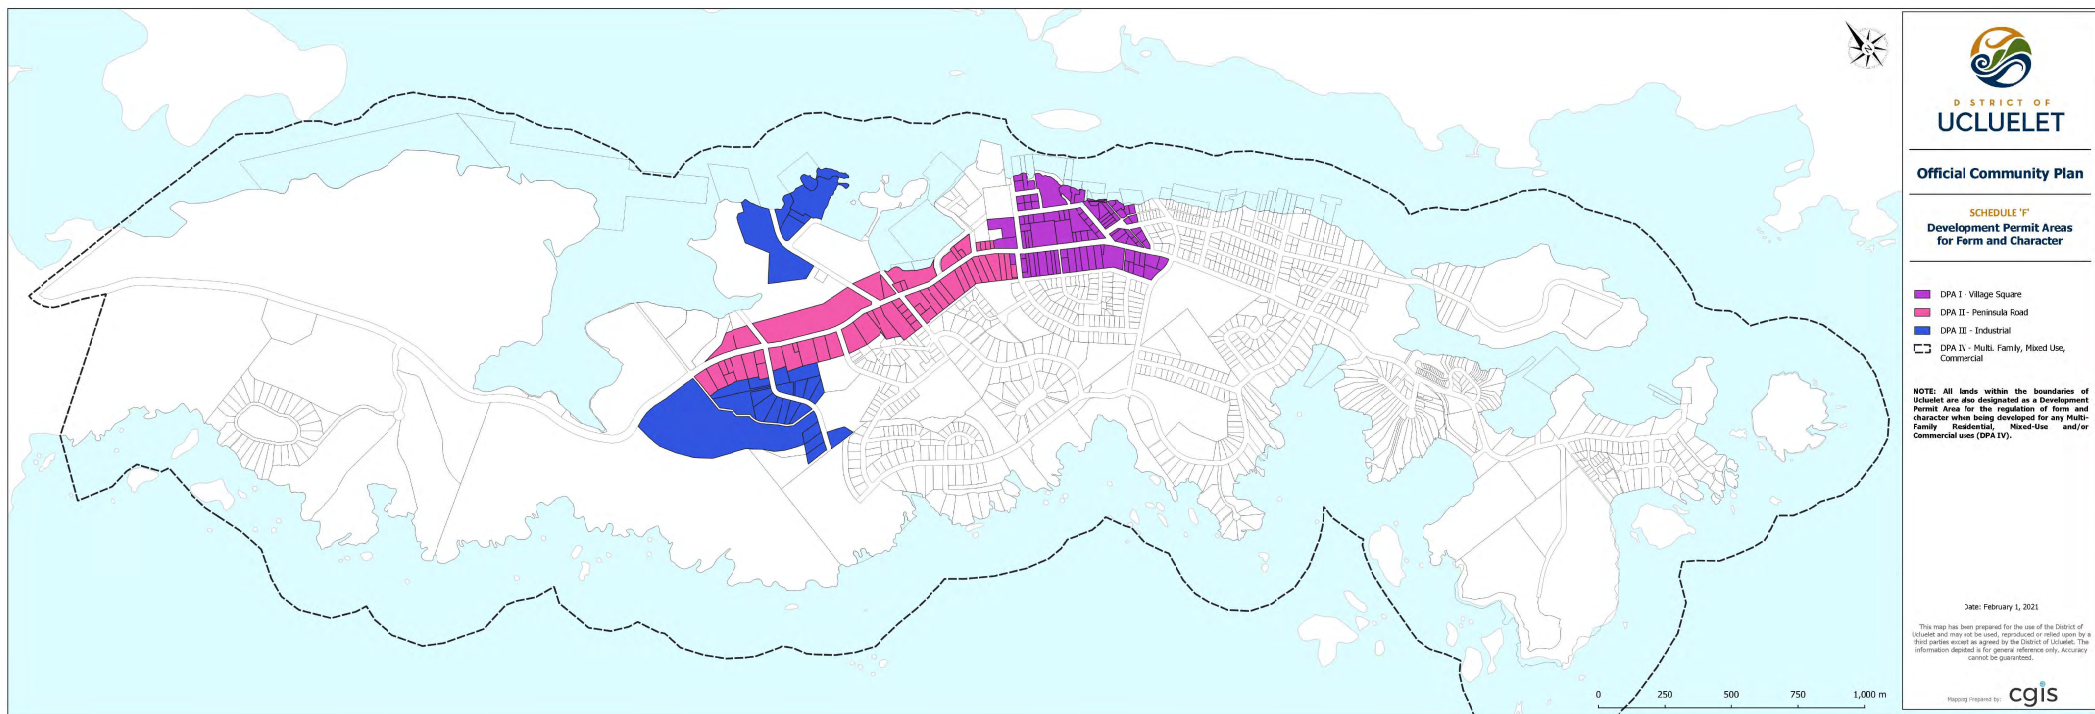 N
D STRICT OF
UCLUELET
Official Community Plan
SCHEDULE 'F'
Development Permit Areas
for Form and Character
DPA I - Village Square
DPA II - Peninsula Road
DPA III - Industrial
DPA IV - Multi. Family, Mixed Use,
Commercial
NOTE: All lands within the boundaries of
Ucluelet are also designated as a Development
Permit Area for the regulation of form and
character when being developed for any Multi-
Family Residential, Mixed-Use and/or
Commercial uses (DPA IV).
Date: February 1, 2021
This map has been prepared for the use of the District of
Ucluelet and may not be used, reproduced or relied upon by a
third parties except as agreed by the District of Ucluelet. The
information depicted is for general reference only. Accuracy
cannot be guaranteed.
0 250 500 750 1,000 m
Mapping Prepared by: cgis